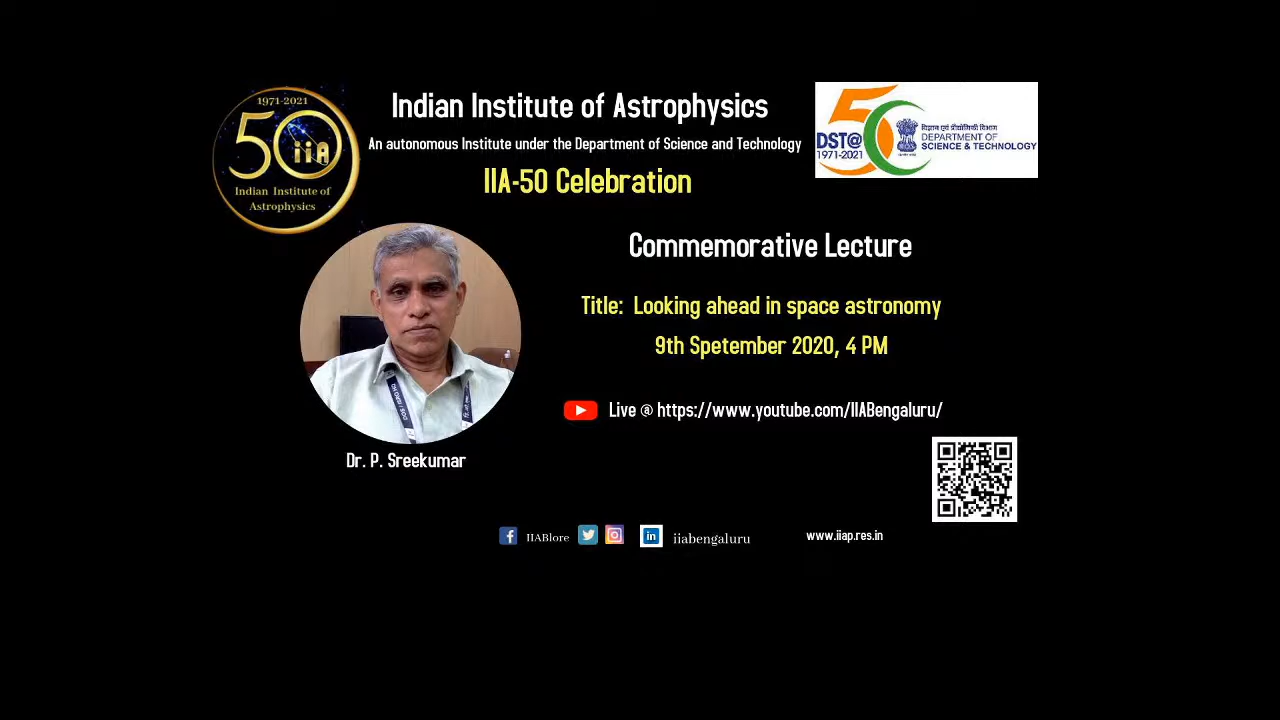 1971-2021
50
iiA
Indian Institute of
Astrophysics
Indian Institute of Astrophysics
An autonomous Institute under the Department of Science and Technology
IIA-50 Celebration
50
DST@
1971-2021
विज्ञान एवं प्रौद्योगिकी विभाग
DEPARTMENT OF
SCIENCE & TECHNOLOGY
Commemorative Lecture
Title: Looking ahead in space astronomy
9th Spetember 2020, 4 PM
Live @ https://www.youtube.com/IIABengaluru/
Dr. P. Sreekumar
IIABlore
in
iiabengaluru
www.iiap.res.in